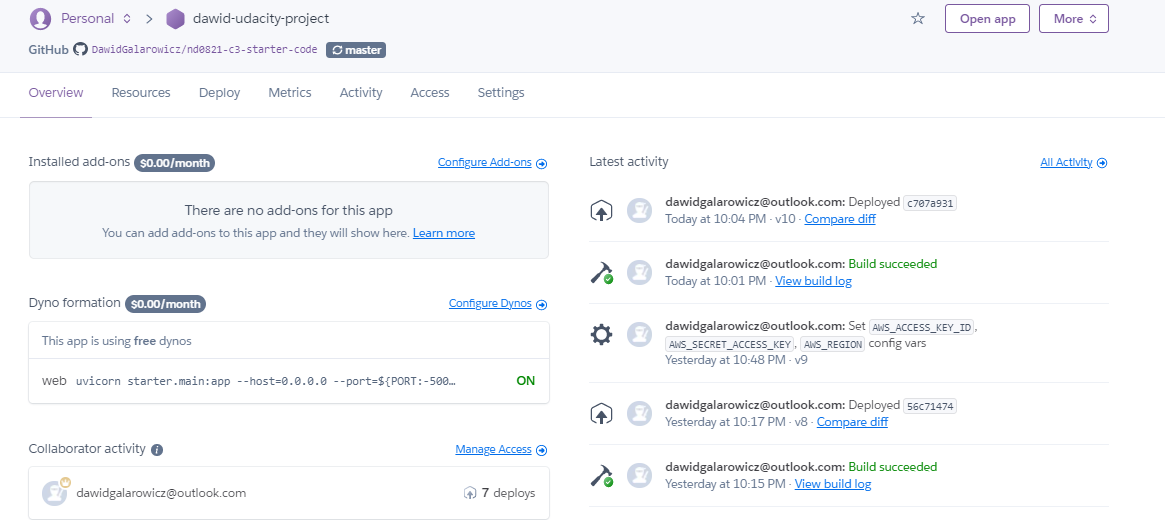 Personal > dawid-udacity-project
Open app
More
GitHub DawidGalarowicz/nd0821-c3-starter-code master
Overview Resources Deploy Metrics Activity Access Settings
Installed add-ons $0.00/month Configure Add-ons
There are no add-ons for this app
You can add add-ons to this app and they will show here. Learn more
Dyno formation $0.00/month Configure Dynos
This app is using free dynos
web uvicorn starter.main:app --host=0.0.0.0 --port=${PORT:-500… ON
Collaborator activity i Manage Access
dawidgalarowicz@outlook.com 7 deploys
Latest activity All Activity
dawidgalarowicz@outlook.com: Deployed c707a931
Today at 10:04 PM · v10 · Compare diff
dawidgalarowicz@outlook.com: Build succeeded
Today at 10:01 PM · View build log
dawidgalarowicz@outlook.com: Set AWS_ACCESS_KEY_ID,
AWS_SECRET_ACCESS_KEY, AWS_REGION config vars
Yesterday at 10:48 PM · v9
dawidgalarowicz@outlook.com: Deployed 56c71474
Yesterday at 10:17 PM · v8 · Compare diff
dawidgalarowicz@outlook.com: Build succeeded
Yesterday at 10:15 PM · View build log